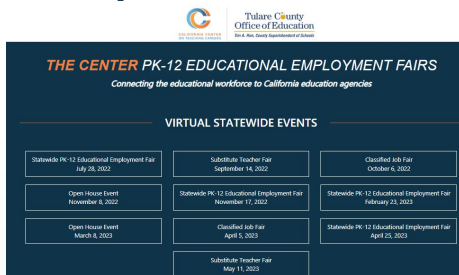 CALIFORNIA CENTER
ON TEACHING CAREERS
Tulare County
Office of Education
Tim A. Hire, County Superintendent of Schools
THE CENTER PK-12 EDUCATIONAL EMPLOYMENT FAIRS
Connecting the educational workforce to California education agencies
VIRTUAL STATEWIDE EVENTS
Statewide PK-12 Educational Employment Fair
July 28, 2022
Substitute Teacher Fair
September 14, 2022
Classified Job Fair
October 6, 2022
Open House Event
November 8, 2022
Statewide PK-12 Educational Employment Fair
November 17, 2022
Statewide PK-12 Educational Employment Fair
February 23, 2023
Open House Event
March 8, 2023
Classified Job Fair
April 5, 2023
Statewide PK-12 Educational Employment Fair
April 25, 2023
Substitute Teacher Fair
May 11, 2023